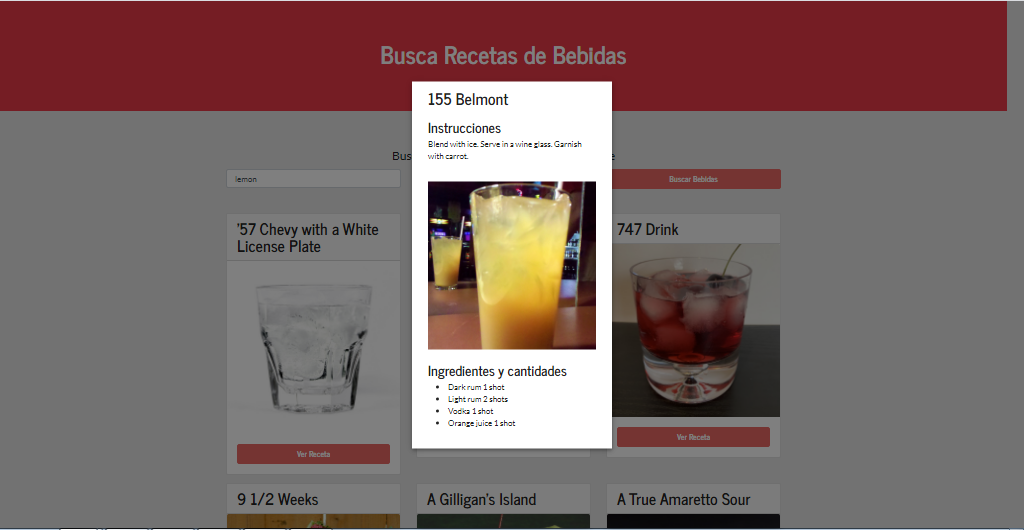 Busca Recetas de Bebidas
155 Belmont
Instrucciones
Blend with ice. Serve in a wine glass. Garnish
with carrot.
Bus
e
lemon
Buscar Bebidas
'57 Chevy with a White
License Plate
747 Drink
Ingredientes y cantidades
Dark rum 1 shot
Light rum 2 shots
Vodka 1 shot
Orange juice 1 shot
Ver Receta
Ver Receta
9 1/2 Weeks
A Gilligan's Island
A True Amaretto Sour